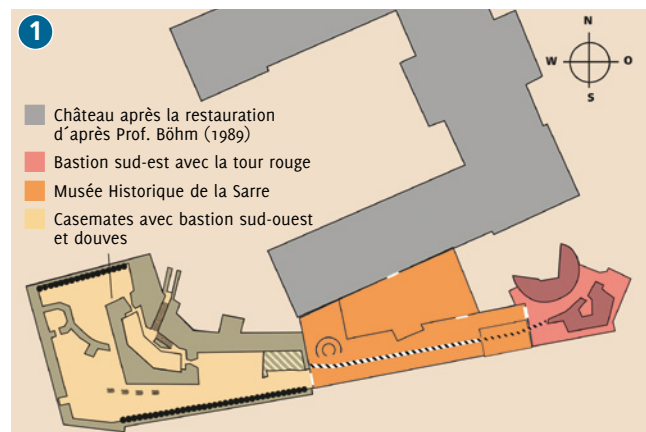 1
N
W O
S
Château après la restauration
d´après Prof. Böhm (1989)
Bastion sud-est avec la tour rouge
Musée Historique de la Sarre
Casemates avec bastion sud-ouest
et douves